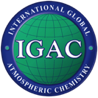 INTERNATIONAL GLOBAL
IGAC
ATMOSPHERIC CHEMISTRY